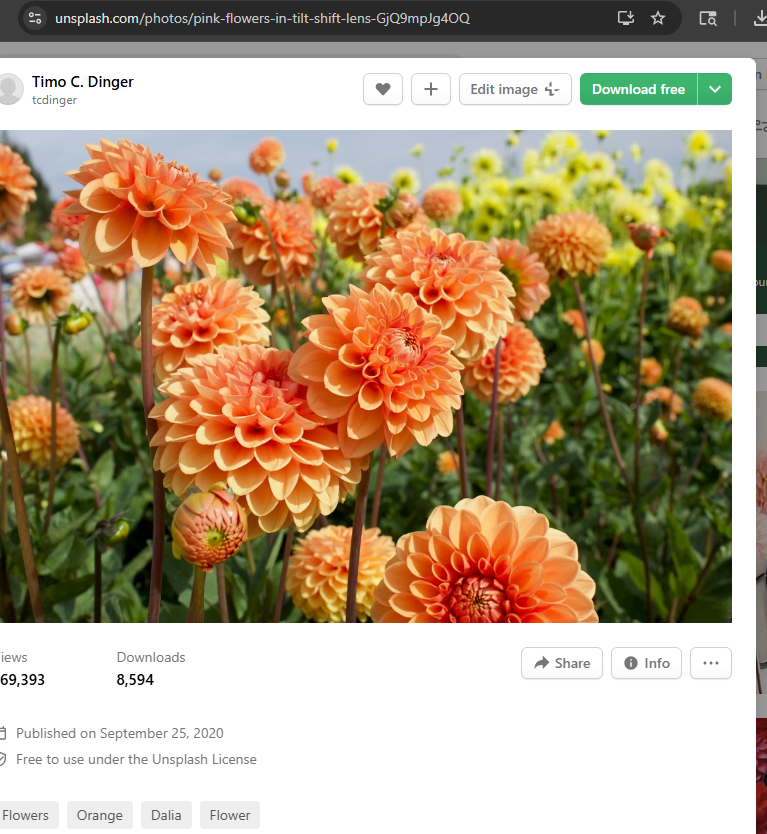 unsplash.com/photos/pink-flowers-in-tilt-shift-lens-GjQ9mpJg4OQ
Timo C. Dinger
tcdinger
Edit image
Download free
iews
Downloads
69,393
8,594
Share
Info
Published on September 25, 2020
Free to use under the Unsplash License
Flowers
Orange
Dalia
Flower